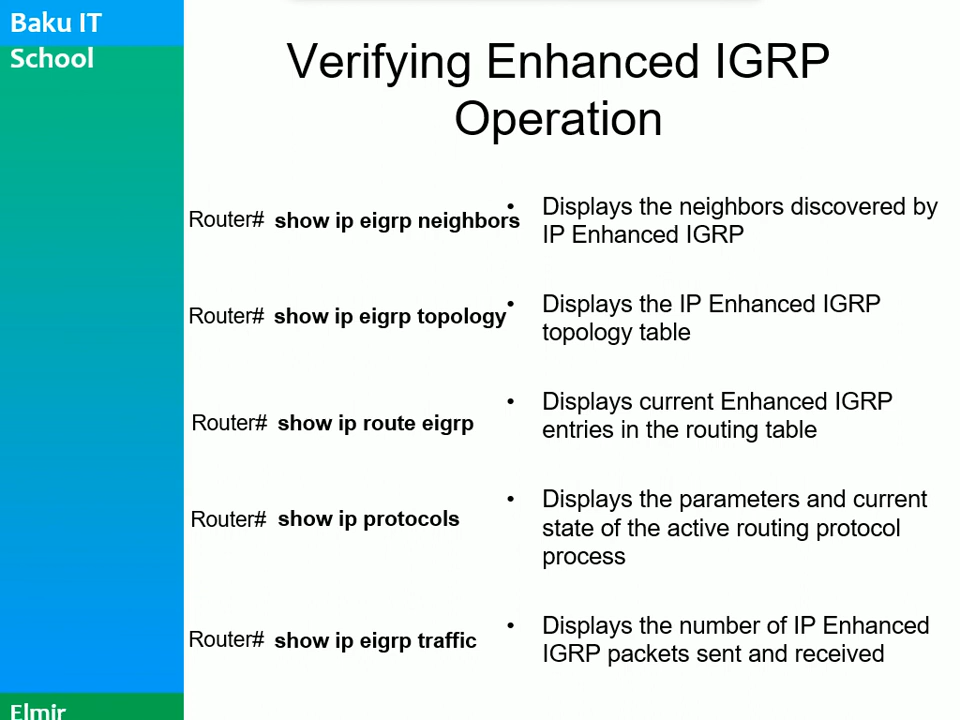 Baku IT
School
Verifying Enhanced IGRP
Operation
Router# show ip eigrp neighbors
• Displays the neighbors discovered by
IP Enhanced IGRP
Router# show ip eigrp topology
• Displays the IP Enhanced IGRP
topology table
Router# show ip route eigrp
• Displays current Enhanced IGRP
entries in the routing table
Router# show ip protocols
• Displays the parameters and current
state of the active routing protocol
process
Router# show ip eigrp traffic
• Displays the number of IP Enhanced
IGRP packets sent and received
Elmir